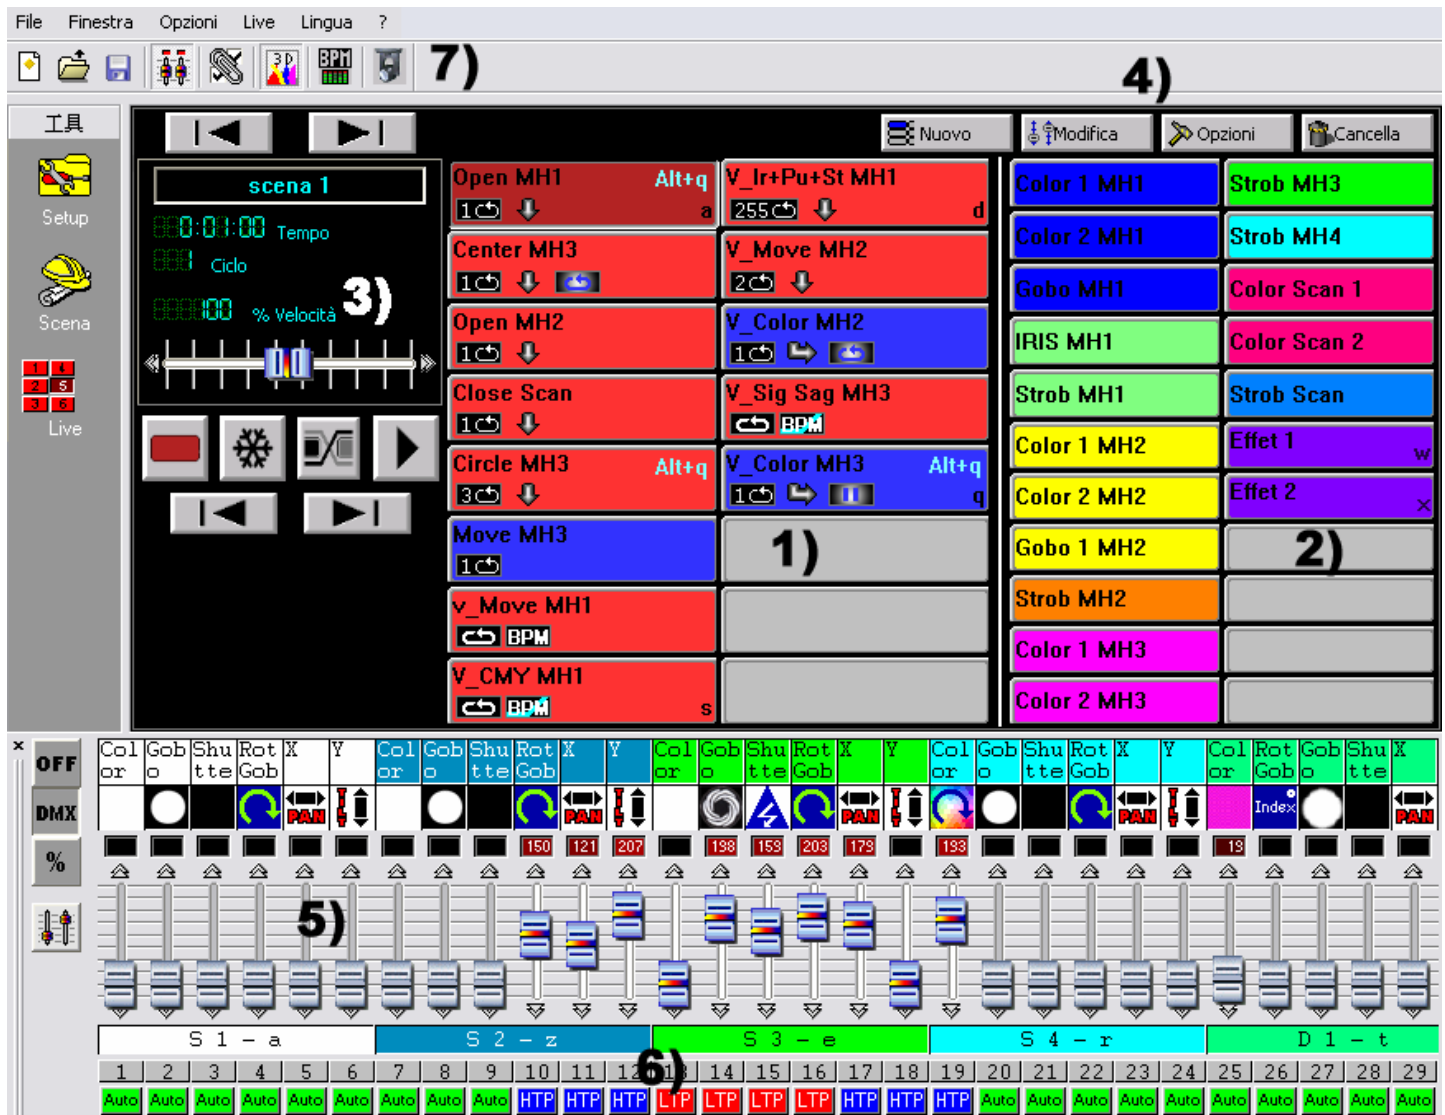 File Finestra Opzioni Live Lingua ?
3D BPM 7) 4)
工具
Setup
Scena
1 4
2 5
3 6
Live
Nuovo Modifica Opzioni Cancella
scena 1
0:01:00 Tempo
1 Ciclo
100 % Velocità 3)
Open MH1 Alt+q
1 a
Center MH3
1
Open MH2
1
Close Scan
1
Circle MH3 Alt+q
3
Move MH3
1
v_Move MH1
BPM
V_CMY MH1
BPM s
V_Ir+Pu+St MH1
255 d
V_Move MH2
2
V_Color MH2
1
V_Sig Sag MH3
BPM
V_Color MH3 Alt+q
1 q
1)
Color 1 MH1
Color 2 MH1
Gobo MH1
IRIS MH1
Strob MH1
Color 1 MH2
Color 2 MH2
Gobo 1 MH2
Strob MH2
Color 1 MH3
Color 2 MH3
Strob MH3
Strob MH4
Color Scan 1
Color Scan 2
Strob Scan
Effet 1 w
Effet 2 x
2)
× OFF
DMX
%
Col Gob Shu Rot X Y Col Gob Shu Rot X Y Col Gob Shu Rot X Y Col Gob Shu Rot X Y Col Rot Gob Shu X
or o tte Gob or o tte Gob or o tte Gob or o tte Gob or Gob o tte
PAN PAN PAN PAN Index PAN
150 121 207 198 159 203 179 193 19
5)
S 1 - a S 2 - z S 3 - e S 4 - r D 1 - t
6)
1 2 3 4 5 6 7 8 9 10 11 12 13 14 15 16 17 18 19 20 21 22 23 24 25 26 27 28 29
Auto Auto Auto Auto Auto Auto Auto Auto Auto HTP HTP HTP LTP LTP LTP LTP HTP HTP HTP Auto Auto Auto Auto Auto Auto Auto Auto Auto Auto